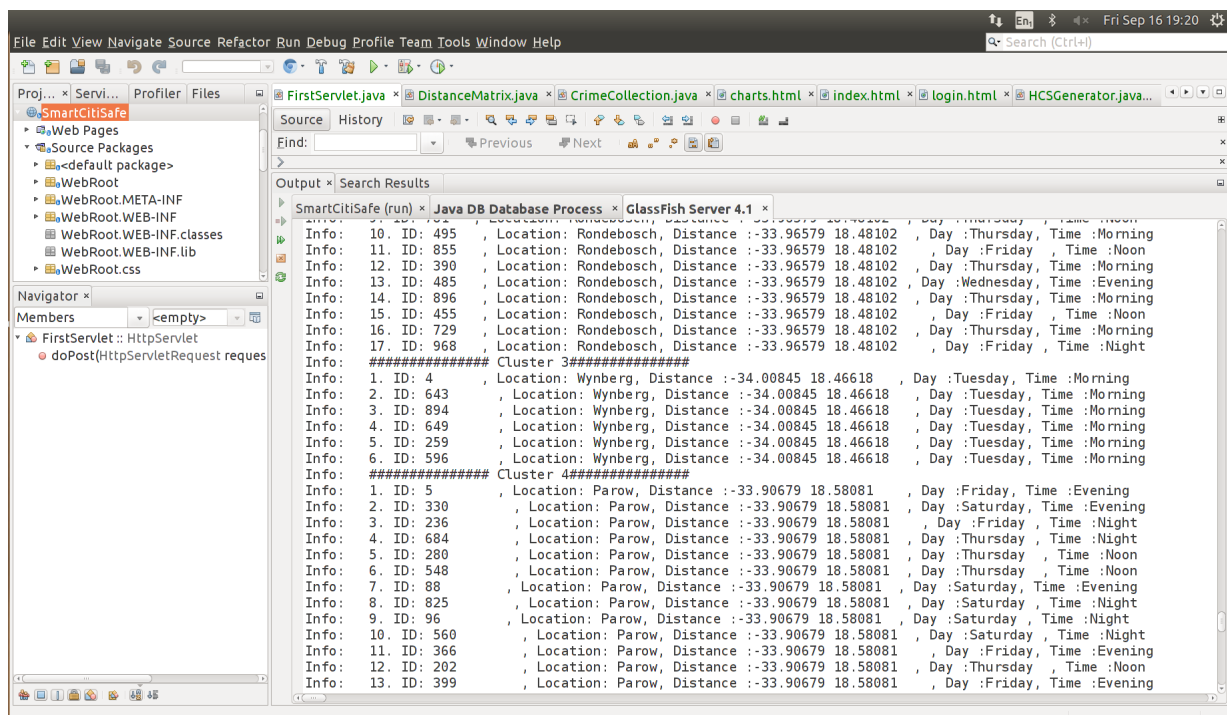 En1 Fri Sep 16 19:20
File Edit View Navigate Source Refactor Run Debug Profile Team Tools Window Help
Search (Ctrl+I)
Proj... × Servi... Profiler Files
SmartCitiSafe
Web Pages
Source Packages
<default package>
WebRoot
WebRoot.META-INF
WebRoot.WEB-INF
WebRoot.WEB-INF.classes
WebRoot.WEB-INF.lib
WebRoot.css
Navigator ×
Members <empty>
FirstServlet :: HttpServlet
doPost(HttpServletRequest reques
FirstServlet.java × DistanceMatrix.java × CrimeCollection.java × charts.html × index.html × login.html × HCSGenerator.java...
Source History
Find: Previous Next
Output × Search Results
SmartCitiSafe (run) × Java DB Database Process × GlassFish Server 4.1 ×
Info: 10. ID: 495 , Location: Rondebosch, Distance :-33.96579 18.48102 , Day :Thursday, Time :Morning
Info: 11. ID: 855 , Location: Rondebosch, Distance :-33.96579 18.48102 , Day :Friday , Time :Noon
Info: 12. ID: 390 , Location: Rondebosch, Distance :-33.96579 18.48102 , Day :Thursday, Time :Morning
Info: 13. ID: 485 , Location: Rondebosch, Distance :-33.96579 18.48102 , Day :Wednesday, Time :Evening
Info: 14. ID: 896 , Location: Rondebosch, Distance :-33.96579 18.48102 , Day :Thursday, Time :Morning
Info: 15. ID: 455 , Location: Rondebosch, Distance :-33.96579 18.48102 , Day :Friday , Time :Noon
Info: 16. ID: 729 , Location: Rondebosch, Distance :-33.96579 18.48102 , Day :Thursday, Time :Morning
Info: 17. ID: 968 , Location: Rondebosch, Distance :-33.96579 18.48102 , Day :Friday, Time :Night
Info: ############### Cluster 3###############
Info: 1. ID: 4 , Location: Wynberg, Distance :-34.00845 18.46618 , Day :Tuesday, Time :Morning
Info: 2. ID: 643 , Location: Wynberg, Distance :-34.00845 18.46618 , Day :Tuesday, Time :Morning
Info: 3. ID: 894 , Location: Wynberg, Distance :-34.00845 18.46618 , Day :Tuesday, Time :Morning
Info: 4. ID: 649 , Location: Wynberg, Distance :-34.00845 18.46618 , Day :Tuesday, Time :Morning
Info: 5. ID: 259 , Location: Wynberg, Distance :-34.00845 18.46618 , Day :Tuesday, Time :Morning
Info: 6. ID: 596 , Location: Wynberg, Distance :-34.00845 18.46618 , Day :Tuesday, Time :Morning
Info: ############### Cluster 4###############
Info: 1. ID: 5 , Location: Parow, Distance :-33.90679 18.58081 , Day :Friday, Time :Evening
Info: 2. ID: 330 , Location: Parow, Distance :-33.90679 18.58081 , Day :Saturday, Time :Evening
Info: 3. ID: 236 , Location: Parow, Distance :-33.90679 18.58081 , Day :Friday , Time :Night
Info: 4. ID: 684 , Location: Parow, Distance :-33.90679 18.58081 , Day :Thursday , Time :Night
Info: 5. ID: 280 , Location: Parow, Distance :-33.90679 18.58081 , Day :Thursday , Time :Noon
Info: 6. ID: 548 , Location: Parow, Distance :-33.90679 18.58081 , Day :Thursday , Time :Noon
Info: 7. ID: 88 , Location: Parow, Distance :-33.90679 18.58081 , Day :Saturday, Time :Evening
Info: 8. ID: 825 , Location: Parow, Distance :-33.90679 18.58081 , Day :Saturday , Time :Night
Info: 9. ID: 96 , Location: Parow, Distance :-33.90679 18.58081 , Day :Saturday , Time :Night
Info: 10. ID: 560 , Location: Parow, Distance :-33.90679 18.58081 , Day :Saturday , Time :Night
Info: 11. ID: 366 , Location: Parow, Distance :-33.90679 18.58081 , Day :Friday, Time :Evening
Info: 12. ID: 202 , Location: Parow, Distance :-33.90679 18.58081 , Day :Thursday , Time :Noon
Info: 13. ID: 399 , Location: Parow, Distance :-33.90679 18.58081 , Day :Friday, Time :Evening